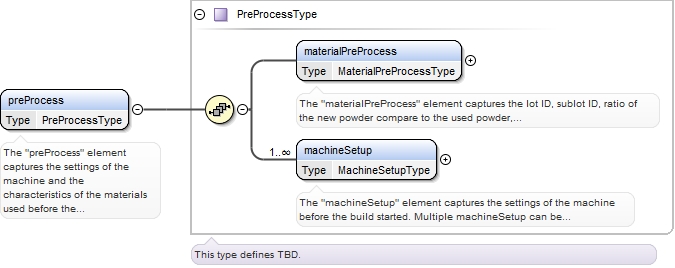 PreProcessType
materialPreProcess
Type MaterialPreProcessType
The "materialPreProcess" element captures the lot ID, sublot ID, ratio of
the new powder compare to the used powder,...
preProcess
Type PreProcessType
The "preProcess" element
captures the settings of the
machine and the
characteristics of the materials
used before the...
1..∞
machineSetup
Type MachineSetupType
The "machineSetup" element captures the settings of the machine
before the build started. Multiple machineSetup can be...
This type defines TBD.